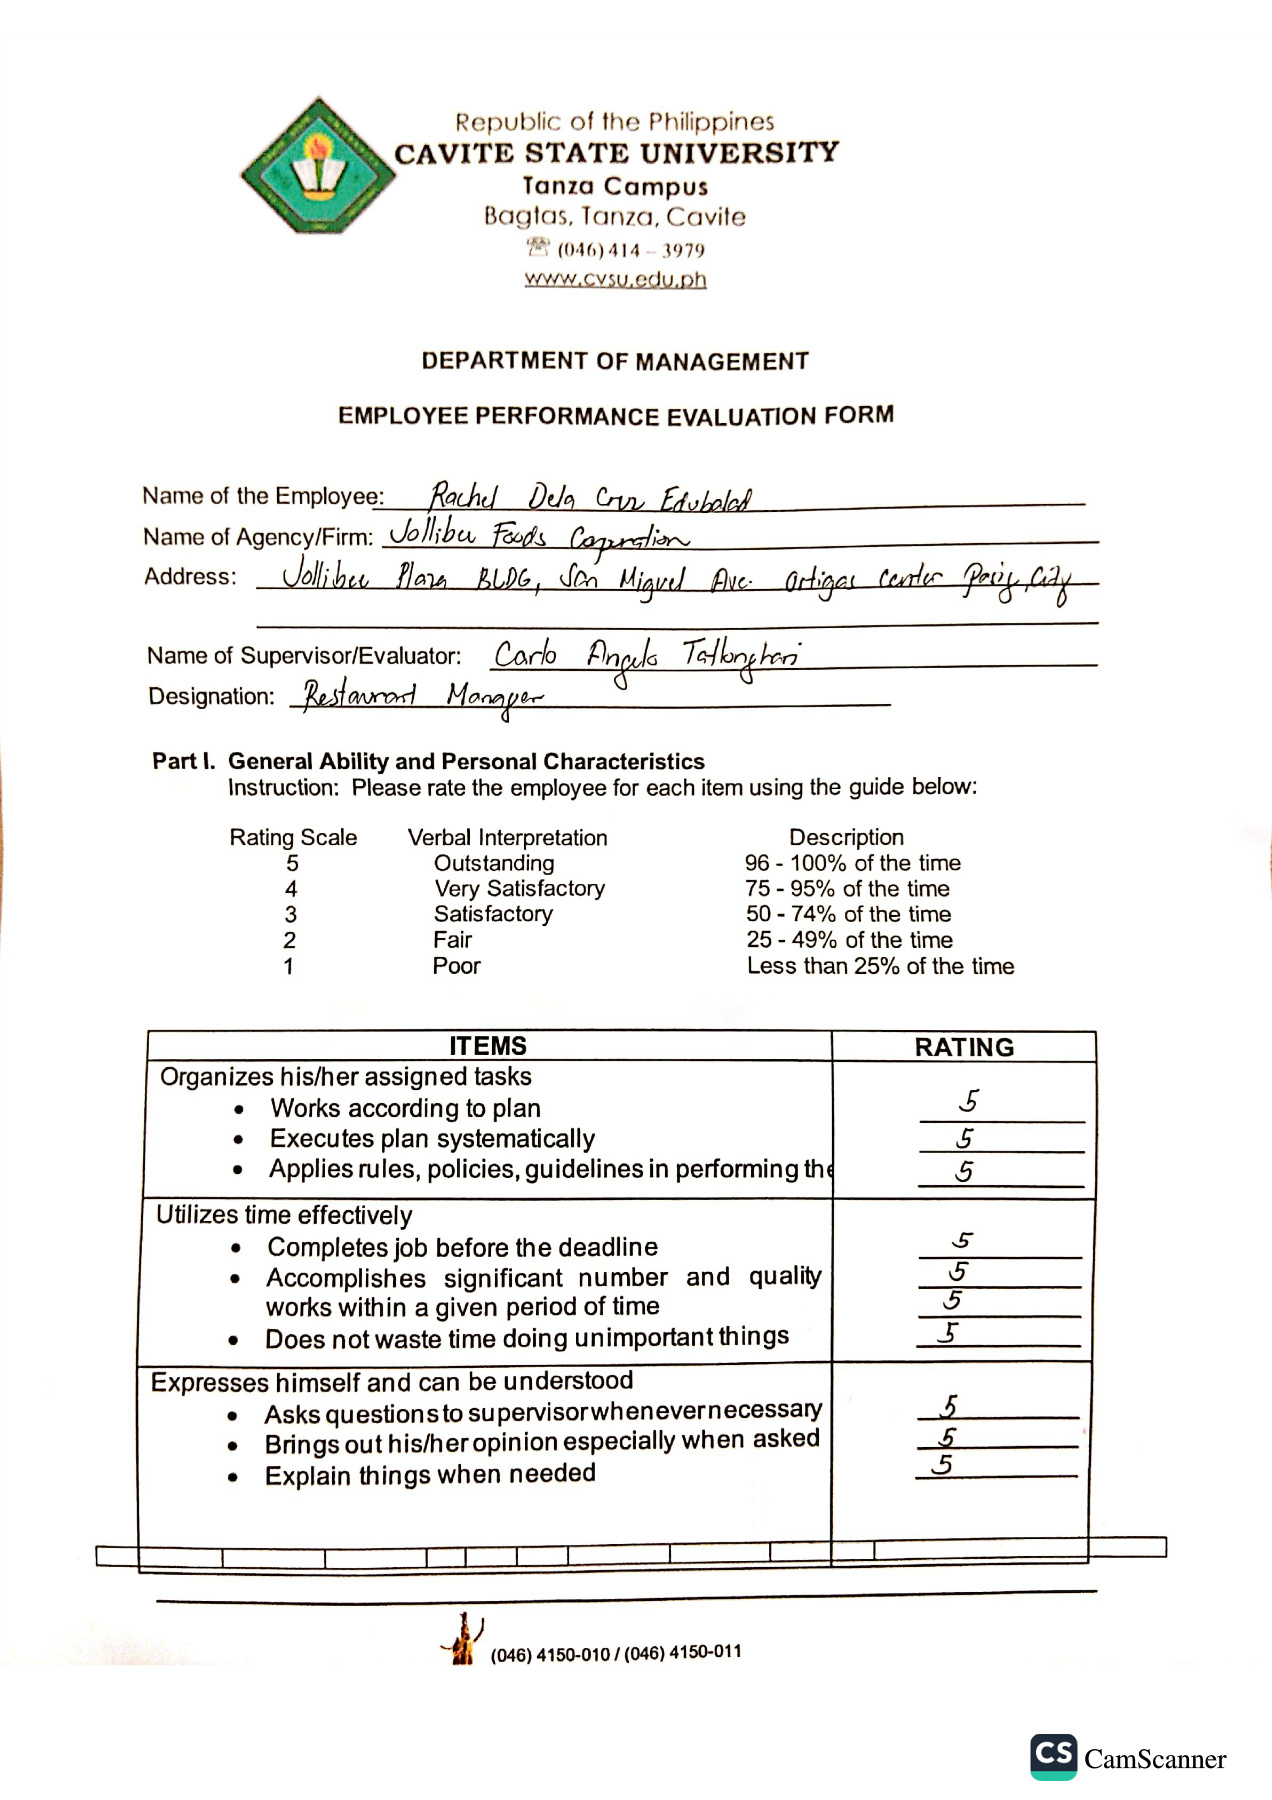 Republic of the Philippines
CAVITE STATE UNIVERSITY
Tanza Campus
Bagtas, Tanza, Cavite
☏ (046) 414 – 3979
www.cvsu.edu.ph
DEPARTMENT OF MANAGEMENT
EMPLOYEE PERFORMANCE EVALUATION FORM
Name of the Employee: Rachel Dela Cruz Edubalad
Name of Agency/Firm: Jollibee Foods Coporation
Address: Jollibee Plaza BLDG, San Miguel Ave. Ortigas Center Pasig City
Name of Supervisor/Evaluator: Carlo Angelo Tatlonghari
Designation: Restaurant Manager
Part I. General Ability and Personal Characteristics
Instruction: Please rate the employee for each item using the guide below:
Rating Scale Verbal Interpretation Description
5 Outstanding 96 - 100% of the time
4 Very Satisfactory 75 - 95% of the time
3 Satisfactory 50 - 74% of the time
2 Fair 25 - 49% of the time
1 Poor Less than 25% of the time
ITEMS RATING
Organizes his/her assigned tasks
• Works according to plan 5
• Executes plan systematically 5
• Applies rules, policies, guidelines in performing the 5
Utilizes time effectively
• Completes job before the deadline 5
• Accomplishes significant number and quality 5
works within a given period of time 5
• Does not waste time doing unimportant things 5
Expresses himself and can be understood
• Asks questions to supervisor whenever necessary 5
• Brings out his/her opinion especially when asked 5
• Explain things when needed 5
(046) 4150-010 / (046) 4150-011
CS CamScanner